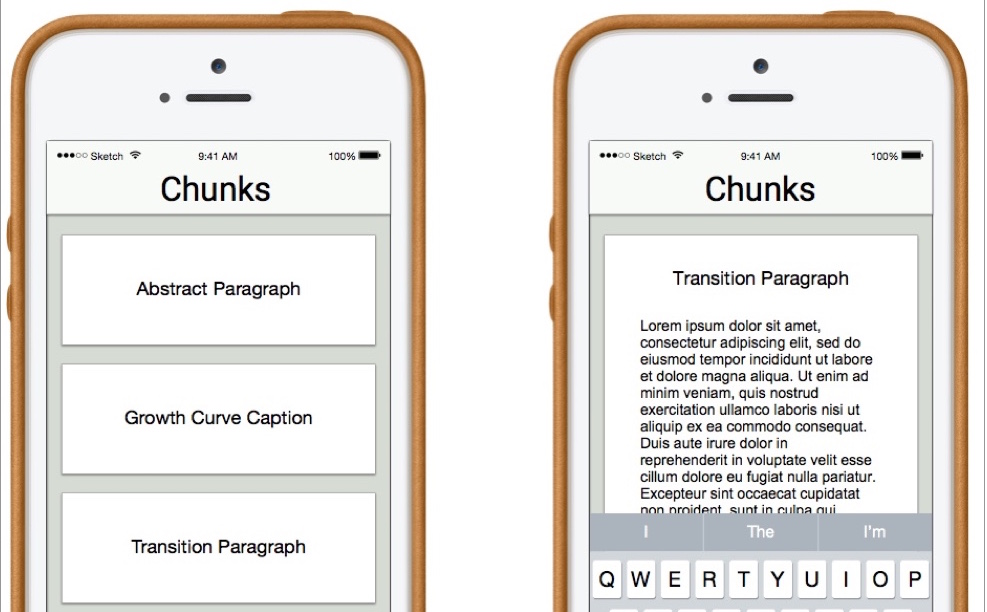 Sketch 9:41 AM 100%
Chunks
Abstract Paragraph
Growth Curve Caption
Transition Paragraph
Sketch 9:41 AM 100%
Chunks
Transition Paragraph
Lorem ipsum dolor sit amet,
consectetur adipiscing elit, sed do
eiusmod tempor incididunt ut labore
et dolore magna aliqua. Ut enim ad
minim veniam, quis nostrud
exercitation ullamco laboris nisi ut
aliquip ex ea commodo consequat.
Duis aute irure dolor in
reprehenderit in voluptate velit esse
cillum dolore eu fugiat nulla pariatur.
Excepteur sint occaecat cupidatat
non proident, sunt in culpa qui
I The I'm
Q W E R T Y U I O P